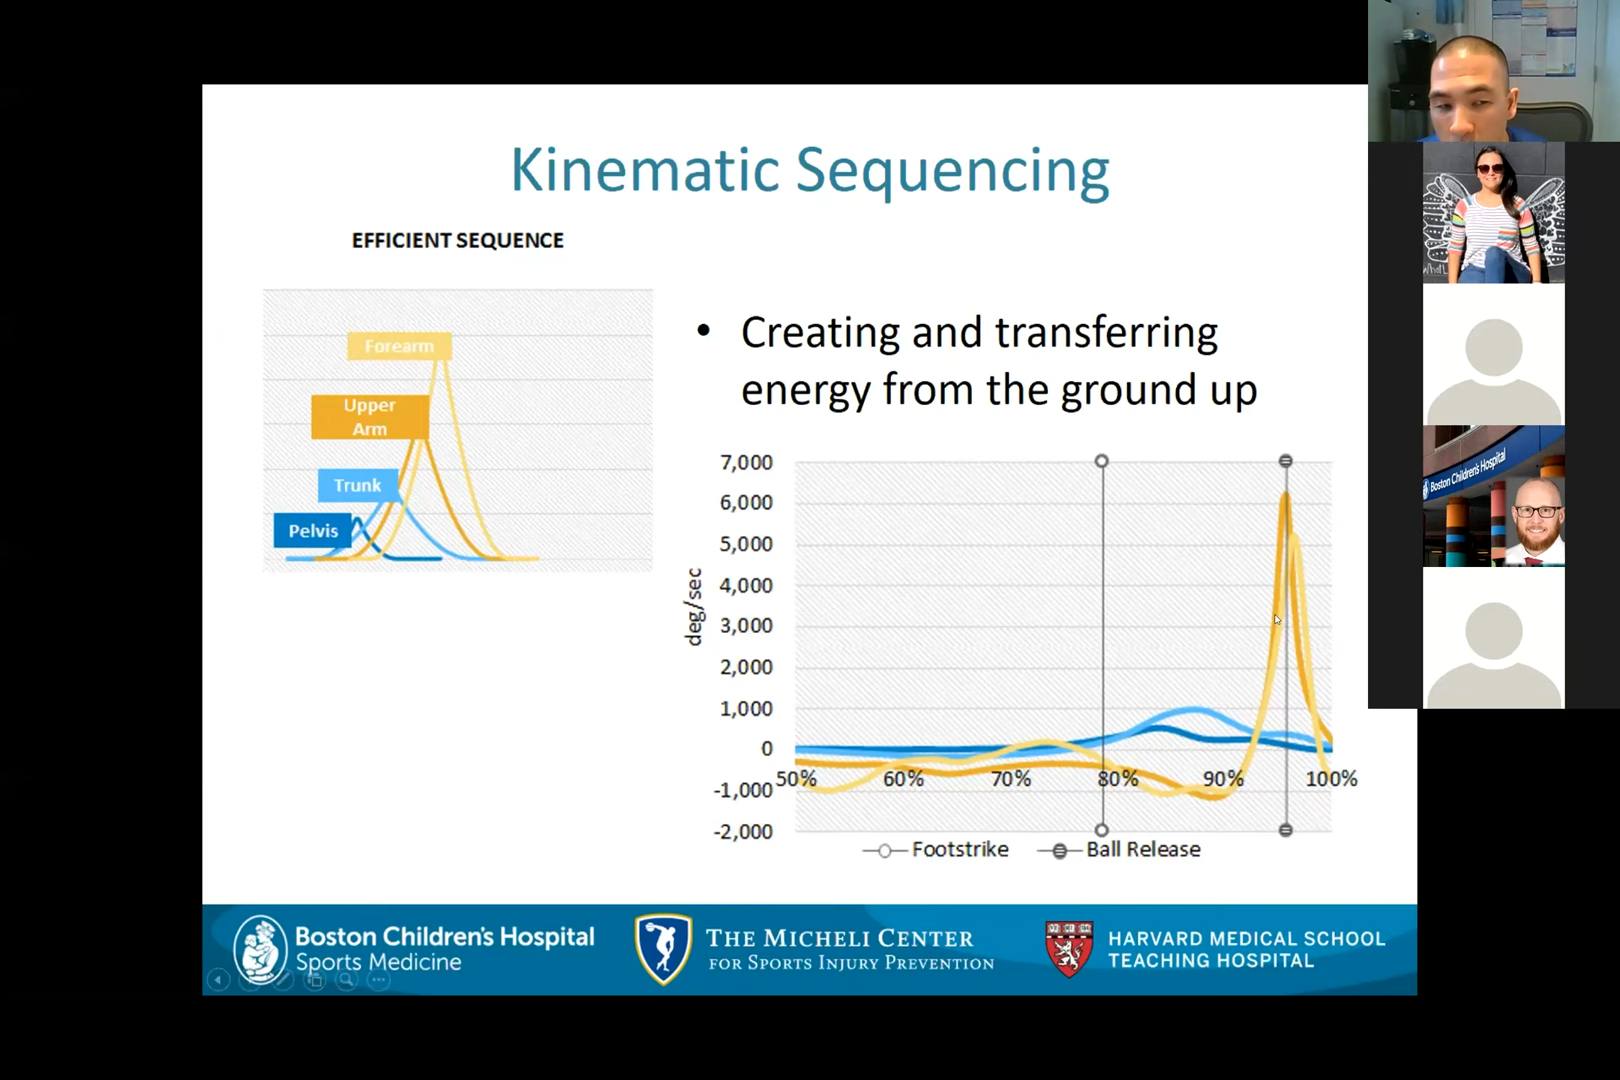 Kinematic Sequencing
EFFICIENT SEQUENCE
Forearm
Upper
Arm
Trunk
Pelvis
• Creating and transferring
energy from the ground up
7,000
6,000
5,000
4,000
3,000
2,000
1,000
0
-1,000
-2,000
deg/sec
50% 60% 70% 80% 90% 100%
Footstrike Ball Release
Boston Children's Hospital
Sports Medicine
THE MICHELI CENTER
FOR SPORTS INJURY PREVENTION
HARVARD MEDICAL SCHOOL
TEACHING HOSPITAL
Boston Children's Hospital